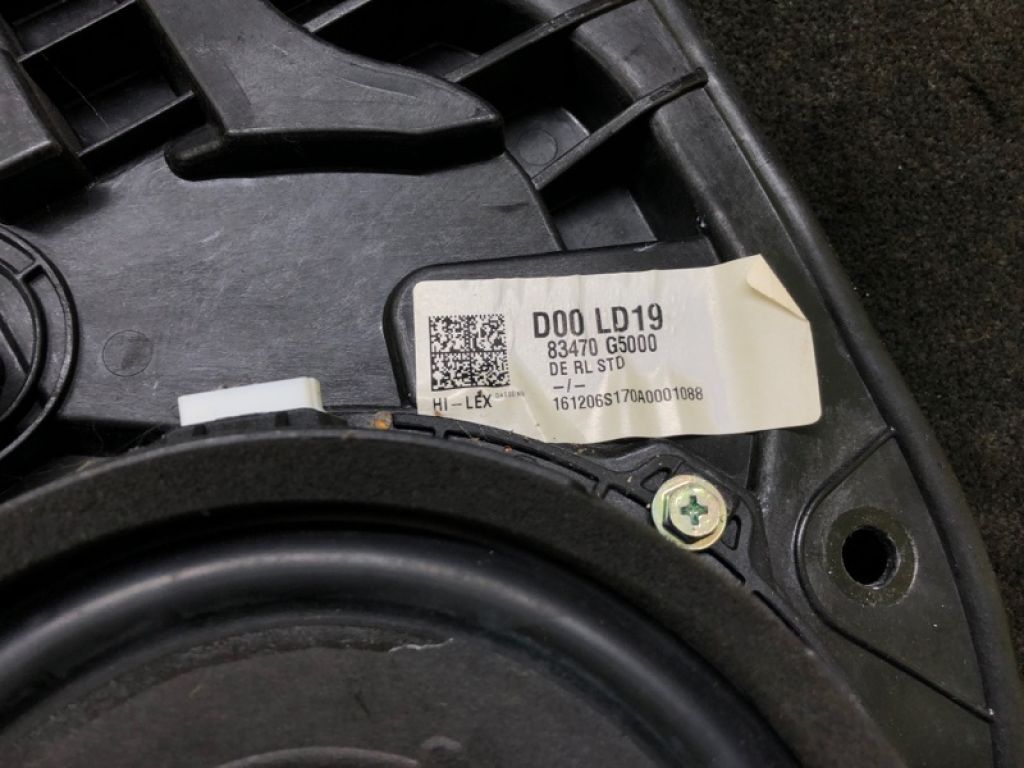 D00 LD19
83470 G5000
DE RL STD
-/-
HI-LEX
161206S170A0001088